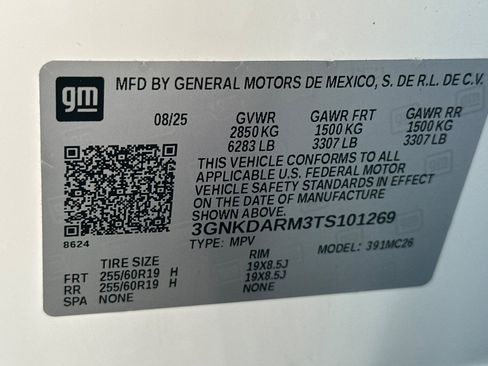 gm
MFD BY GENERAL MOTORS DE MEXICO, S. DE R.L. DE C.V.
08/25 GVWR GAWR FRT GAWR RR
2850 KG 1500 KG 1500 KG
6283 LB 3307 LB 3307 LB
THIS VEHICLE CONFORMS TO ALL
APPLICABLE U.S. FEDERAL MOTOR
VEHICLE SAFETY STANDARDS IN EFFECT
ON THE DATE OF MANUFACTURE
SHOWN ABOVE.
3GNKDARM3TS101269
8624 TYPE: MPV MODEL: 391MC26
TIRE SIZE RIM
FRT 255/60R19 H 19X8.5J
RR 255/60R19 H 19X8.5J
SPA NONE NONE